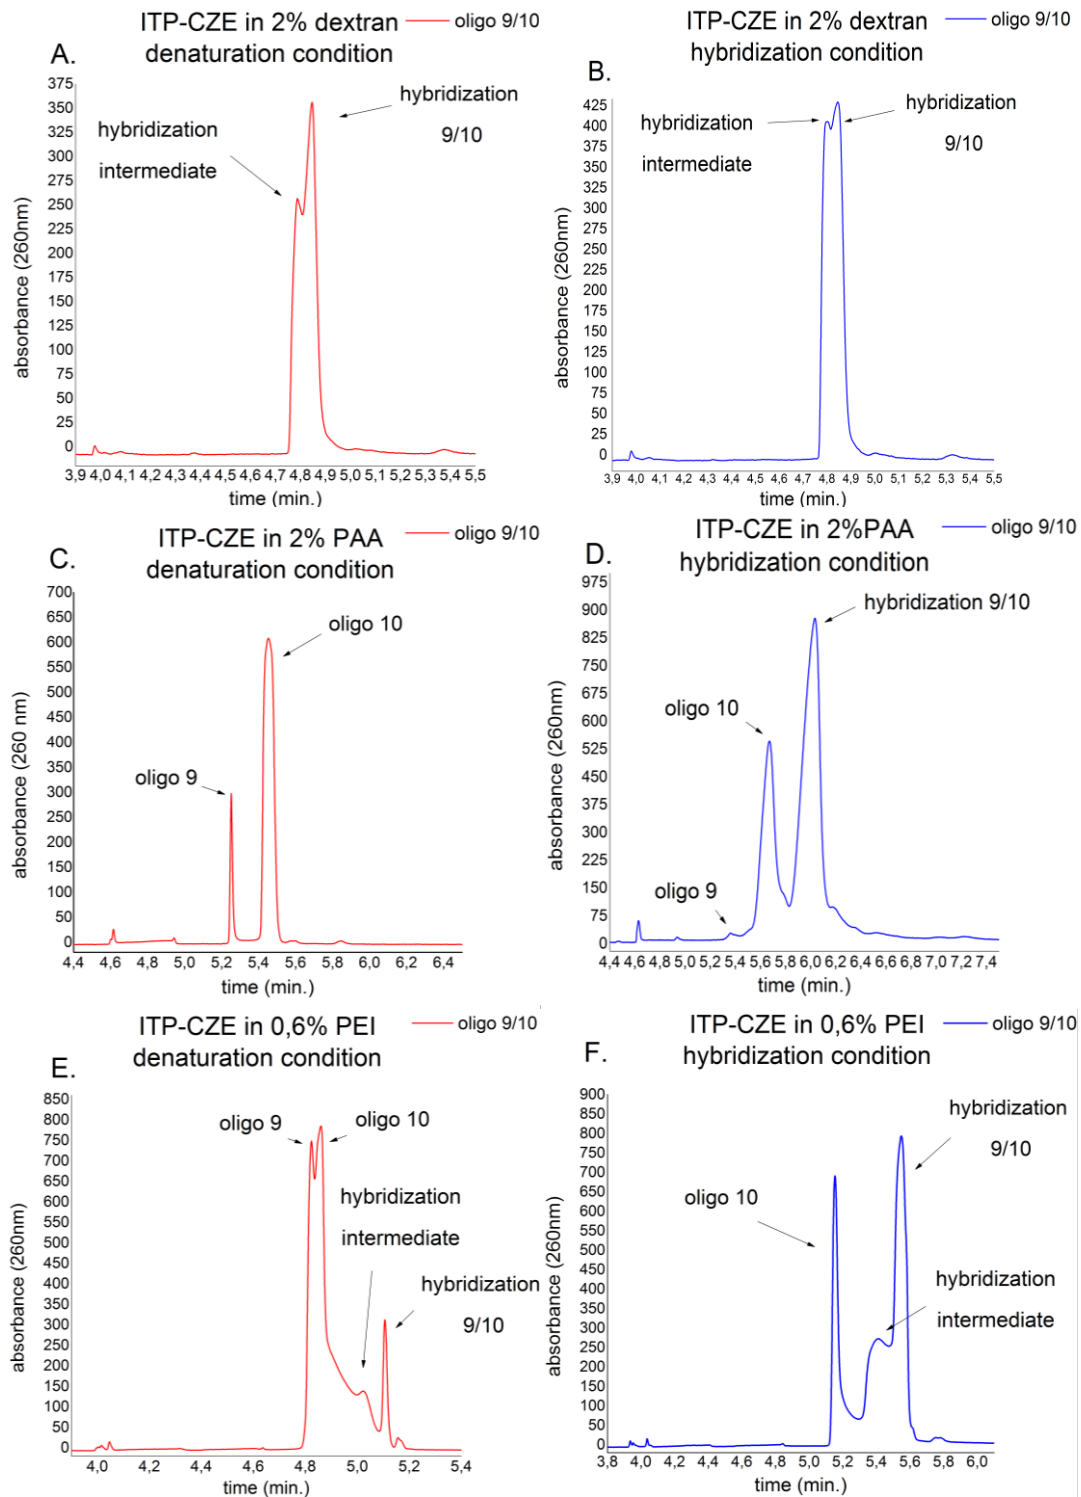 ITP-CZE in 2% dextran
denaturation condition
oligo 9/10
A.
375
350
325
300
275
250
225
200
175
150
125
100
75
50
25
0
absorbance (260nm)
hybridization
intermediate
hybridization
9/10
3,9 4,0 4,1 4,2 4,3 4,4 4,5 4,6 4,7 4,8 4,9 4,9 5,0 5,1 5,2 5,3 5,4 5,5
time (min.)
ITP-CZE in 2% dextran
hybridization condition
oligo 9/10
B.
425
400
375
350
325
300
275
250
225
200
175
150
125
100
75
50
25
0
absorbance (260nm)
hybridization
intermediate
hybridization
9/10
3,9 4,0 4,1 4,2 4,3 4,4 4,5 4,6 4,7 4,8 4,9 5,0 5,1 5,2 5,3 5,4 5,5
time (min.)
ITP-CZE in 2% PAA
denaturation condition
oligo 9/10
C.
700
650
600
550
500
450
400
350
300
250
200
150
100
50
0
absorbance (260 nm)
oligo 9
oligo 10
4,4 4,6 4,8 5,0 5,2 5,4 5,6 5,8 6,0 6,2 6,4
time (min.)
ITP-CZE in 2%PAA
hybridization condition
oligo 9/10
D.
975
900
825
750
675
600
525
450
375
300
225
150
75
0
absorbance (260nm)
hybridization 9/10
oligo 10
oligo 9
4,4 4,6 4,8 5,0 5,2 5,4 5,6 5,8 6,0 6,2 6,4 6,6 6,8 7,0 7,2 7,4
time (min.)
ITP-CZE in 0,6% PEI
denaturation condition
oligo 9/10
E.
850
800
750
700
650
600
550
500
450
400
350
300
250
200
150
100
50
0
absorbance (260nm)
oligo 9
oligo 10
hybridization
intermediate
hybridization
9/10
4,0 4,2 4,4 4,6 4,8 5,0 5,2 5,4
time (min.)
ITP-CZE in 0,6% PEI
hybridization condition
oligo 9/10
F.
900
850
800
750
700
650
600
550
500
450
400
350
300
250
200
150
100
50
0
absorbance (260nm)
hybridization
9/10
oligo 10
hybridization
intermediate
3,8 4,0 4,2 4,4 4,6 4,8 5,0 5,2 5,4 5,6 5,8 6,0
time (min.)